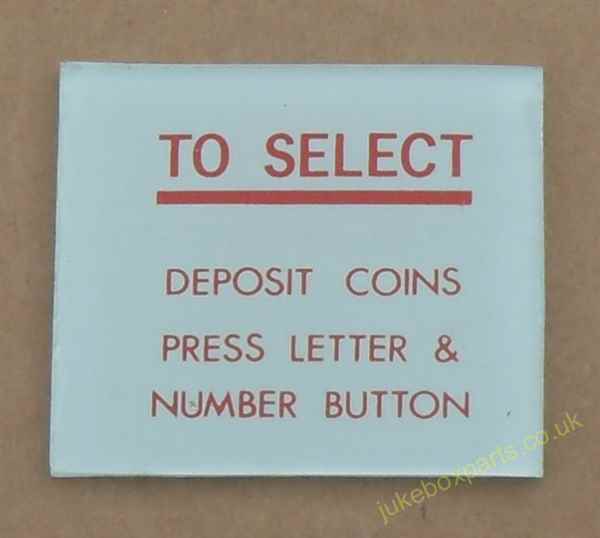 TO SELECT
DEPOSIT COINS
PRESS LETTER &
NUMBER BUTTON
jukeboxparts.co.uk